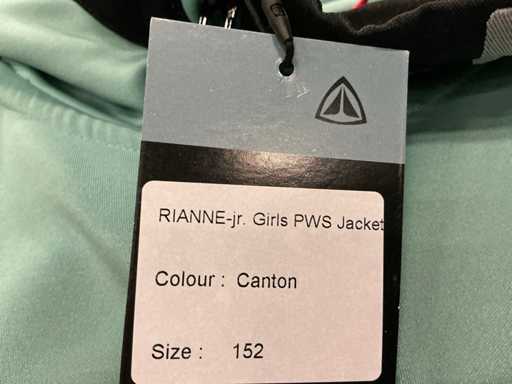 RIANNE-jr. Girls PWS Jacket
Colour : Canton
Size : 152